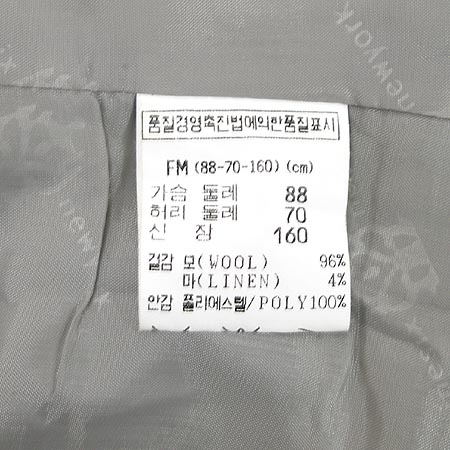 newyork
품질경영촉진법에의한품질표시
FM (88-70-160) (cm)
가슴 둘레 88
허리 둘레 70
신 장 160
겉감 모(WOOL) 96%
마(LINEN) 4%
안감 폴리에스텔/POLY100%